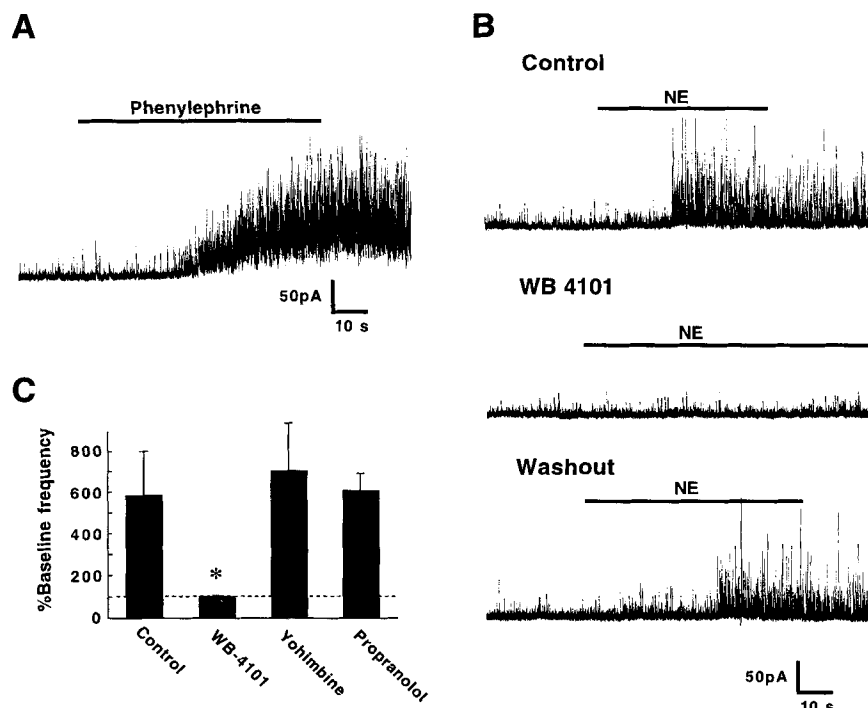 A
Phenylephrine
50pA
10 s
B
Control
NE
WB 4101
NE
Washout
NE
50pA
10 s
C
%Baseline frequency
800
600
400
200
0
*
Control
WB-4101
Yohimbine
Propranolol